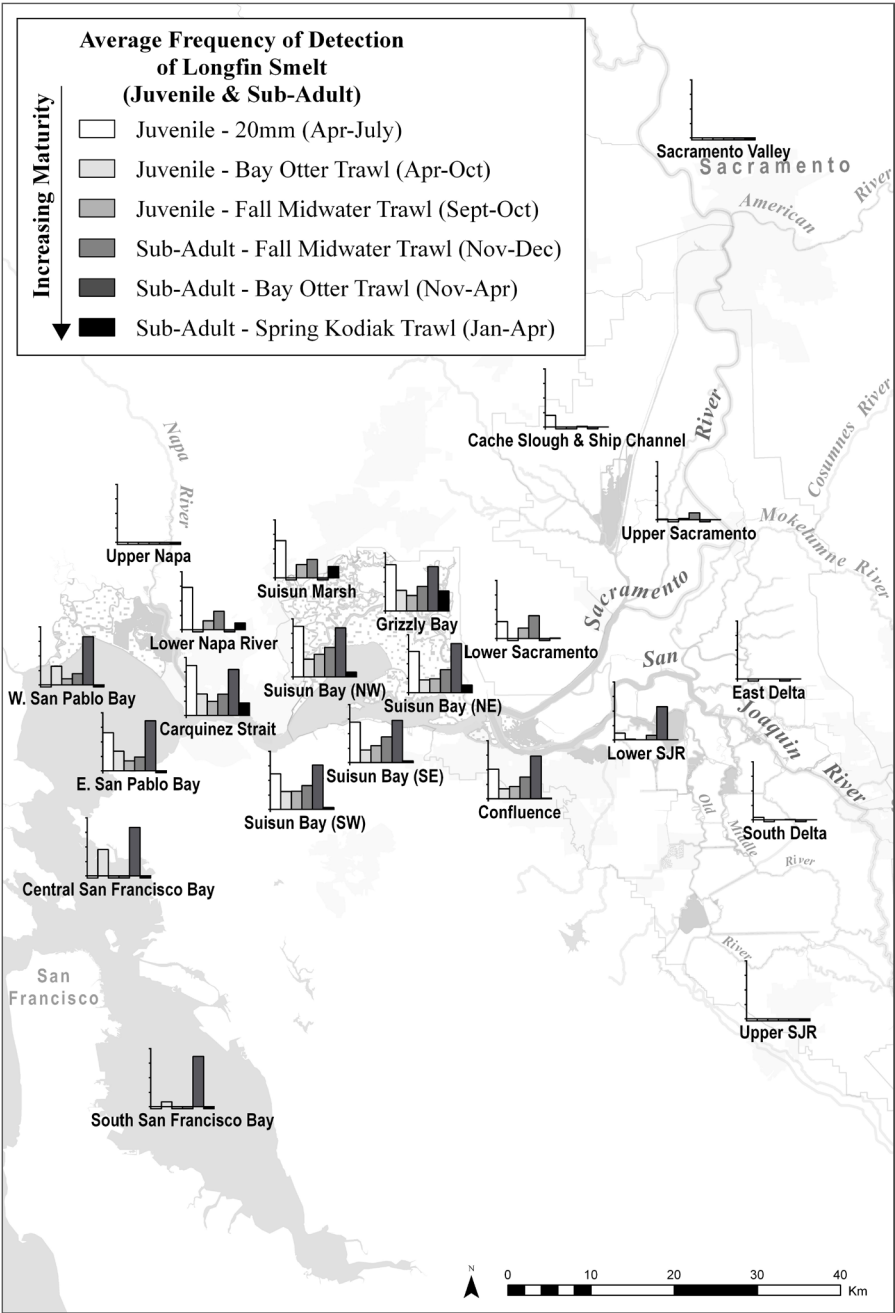 Average Frequency of Detection
of Longfin Smelt
(Juvenile & Sub-Adult)
Increasing Maturity
Juvenile - 20mm (Apr-July)
Juvenile - Bay Otter Trawl (Apr-Oct)
Juvenile - Fall Midwater Trawl (Sept-Oct)
Sub-Adult - Fall Midwater Trawl (Nov-Dec)
Sub-Adult - Bay Otter Trawl (Nov-Apr)
Sub-Adult - Spring Kodiak Trawl (Jan-Apr)
Sacramento Valley
Sacramento
American River
Cache Slough & Ship Channel
River
Cosumnes River
Napa River
Upper Napa
Upper Sacramento
Mokelumne River
Suisun Marsh
Grizzly Bay
Sacramento
Lower Napa River
Lower Sacramento
San
W. San Pablo Bay
Suisun Bay (NW)
Suisun Bay (NE)
East Delta
Carquinez Strait
Joaquin
Lower SJR
E. San Pablo Bay
Suisun Bay (SE)
River
Suisun Bay (SW)
Confluence
Old
Middle
South Delta
River
Central San Francisco Bay
River
San
Francisco
Upper SJR
South San Francisco Bay
N
0 10 20 30 40
Km